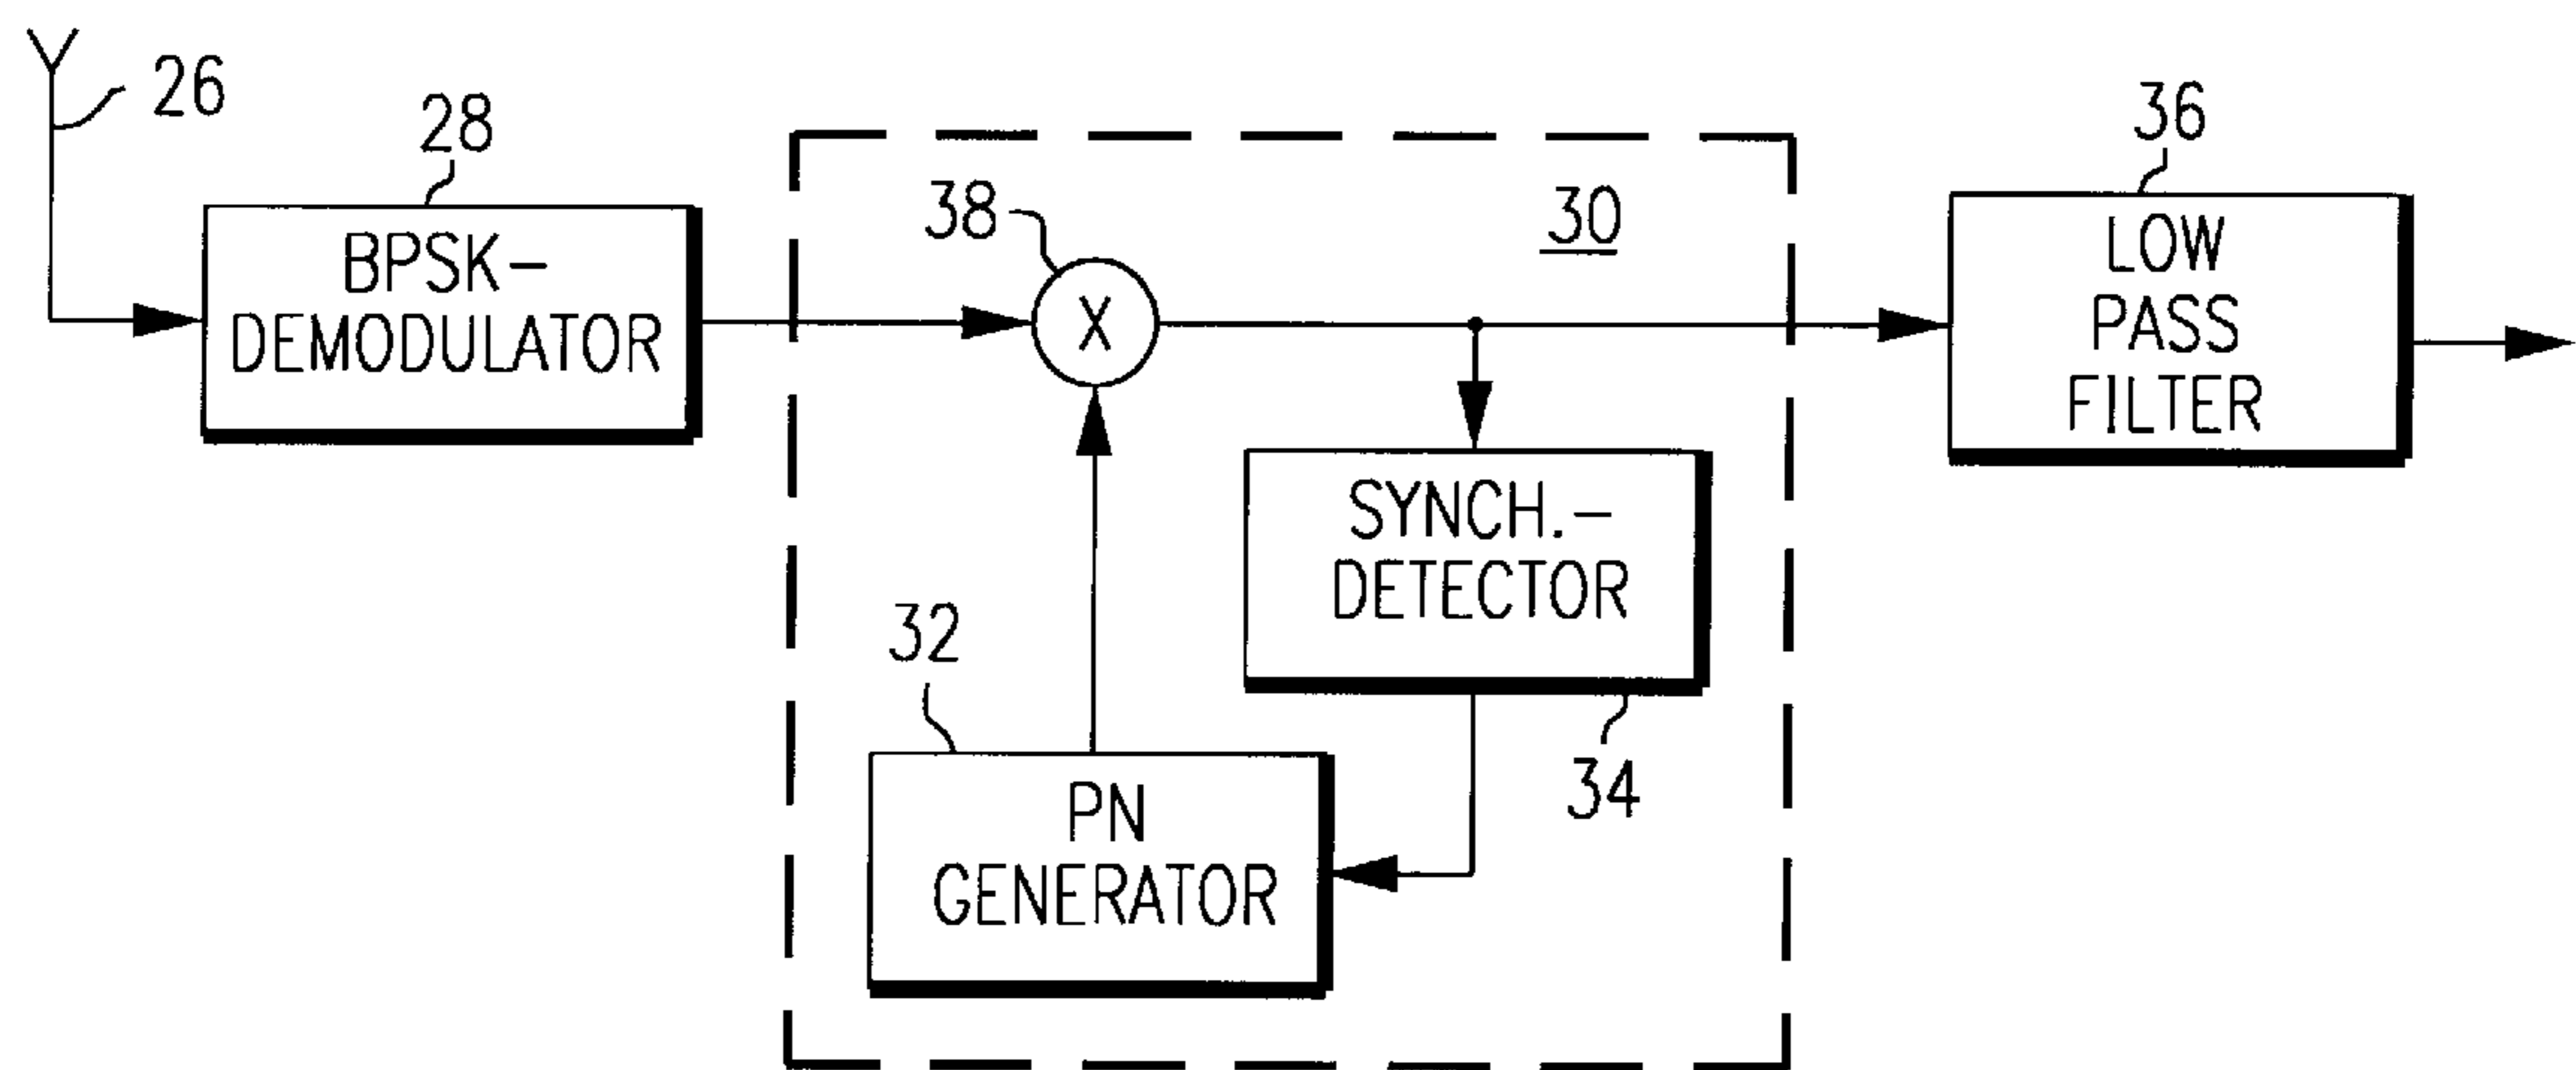 26
28
BPSK-
DEMODULATOR
38
X
30
36
LOW
PASS
FILTER
SYNCH.-
DETECTOR
34
32
PN
GENERATOR